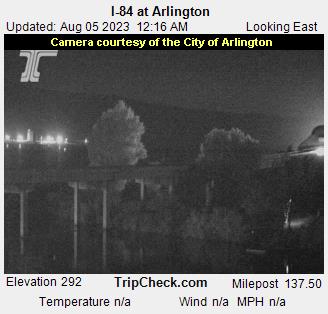 I-84 at Arlington
Updated: Aug 05 2023 12:16 AM Looking East
Camera courtesy of the City of Arlington
Elevation 292 TripCheck.com Milepost 137.50
Temperature n/a Wind n/a MPH n/a